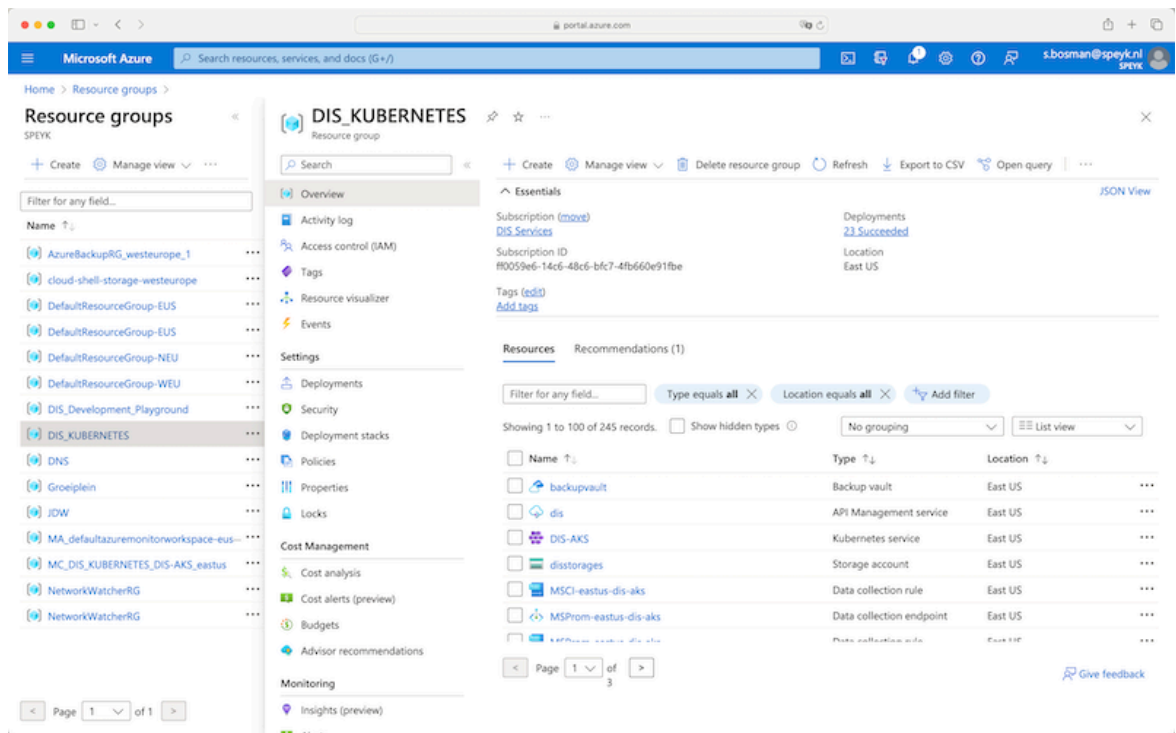 portal.azure.com
Microsoft Azure
Search resources, services, and docs (G+/)
1
s.bosman@speyk.nl
SPEYK
Home > Resource groups >
Resource groups
SPEYK
Create Manage view
Filter for any field...
Name
AzureBackupRG_westeurope_1
cloud-shell-storage-westeurope
DefaultResourceGroup-EUS
DefaultResourceGroup-EUS
DefaultResourceGroup-NEU
DefaultResourceGroup-WEU
DIS_Development_Playground
DIS_KUBERNETES
DNS
Groeiplein
JDW
MA_defaultazuremonitorworkspace-eus--
MC_DIS_KUBERNETES_DIS-AKS_eastus
NetworkWatcherRG
NetworkWatcherRG
< Page 1 of 1 >
DIS_KUBERNETES
Resource group
Search
Overview
Activity log
Access control (IAM)
Tags
Resource visualizer
Events
Settings
Deployments
Security
Deployment stacks
Policies
Properties
Locks
Cost Management
Cost analysis
Cost alerts (preview)
Budgets
Advisor recommendations
Monitoring
Insights (preview)
Create Manage view Delete resource group Refresh Export to CSV Open query
Essentials
JSON View
Subscription (move)
DIS Services
Subscription ID
ff0059e6-14c6-48c6-bfc7-4fb660e91fbe
Tags (edit)
Add tags
Deployments
23 Succeeded
Location
East US
Resources Recommendations (1)
Filter for any field... Type equals all Location equals all Add filter
Showing 1 to 100 of 245 records. Show hidden types No grouping List view
Name Type Location
backupvault Backup vault East US
dis API Management service East US
DIS-AKS Kubernetes service East US
disstorages Storage account East US
MSCI-eastus-dis-aks Data collection rule East US
MSProm-eastus-dis-aks Data collection endpoint East US
MSProm-eastus-dis-aks Data collection rule East US
< Page 1 of 3 >
Give feedback